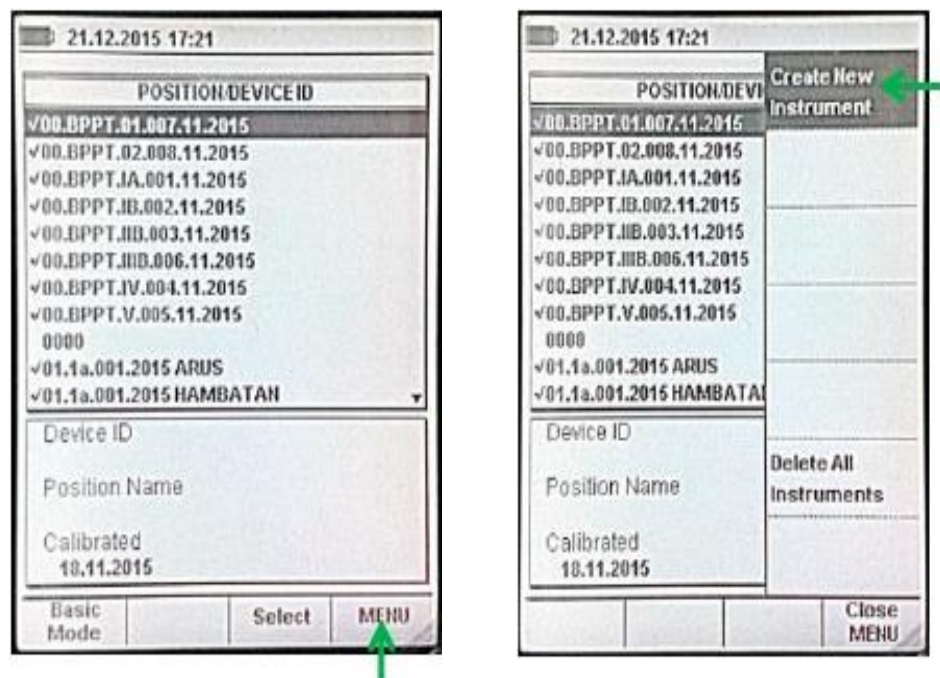 21.12.2015 17:21
POSITION/DEVICE ID
√00.BPPT.01.007.11.2015
√00.BPPT.02.008.11.2015
√00.BPPT.IA.001.11.2015
√00.BPPT.IB.002.11.2015
√00.BPPT.IIB.003.11.2015
√00.BPPT.IIIB.006.11.2015
√00.BPPT.IV.004.11.2015
√00.BPPT.V.005.11.2015
0000
√01.1a.001.2015 ARUS
√01.1a.001.2015 HAMBATAN
Device ID
Position Name
Calibrated
18.11.2015
Basic
Mode
Select
MENU
21.12.2015 17:21
POSITION/DEVI
√00.BPPT.01.007.11.2015
√00.BPPT.02.008.11.2015
√00.BPPT.IA.001.11.2015
√00.BPPT.IB.002.11.2015
√00.BPPT.IIB.003.11.2015
√00.BPPT.IIIB.006.11.2015
√00.BPPT.IV.004.11.2015
√00.BPPT.V.005.11.2015
0000
√01.1a.001.2015 ARUS
√01.1a.001.2015 HAMBATA
Device ID
Position Name
Calibrated
18.11.2015
Create New
Instrument
Delete All
Instruments
Close
MENU